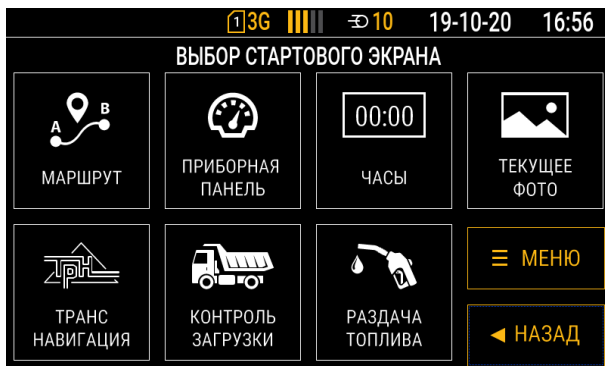 1 3G 10 19-10-20 16:56
ВЫБОР СТАРТОВОГО ЭКРАНА
A B
МАРШРУТ
ПРИБОРНАЯ
ПАНЕЛЬ
00:00
ЧАСЫ
ТЕКУЩЕЕ
ФОТО
ТРН
ТРАНС
НАВИГАЦИЯ
КОНТРОЛЬ
ЗАГРУЗКИ
РАЗДАЧА
ТОПЛИВА
☰ МЕНЮ
◄ НАЗАД